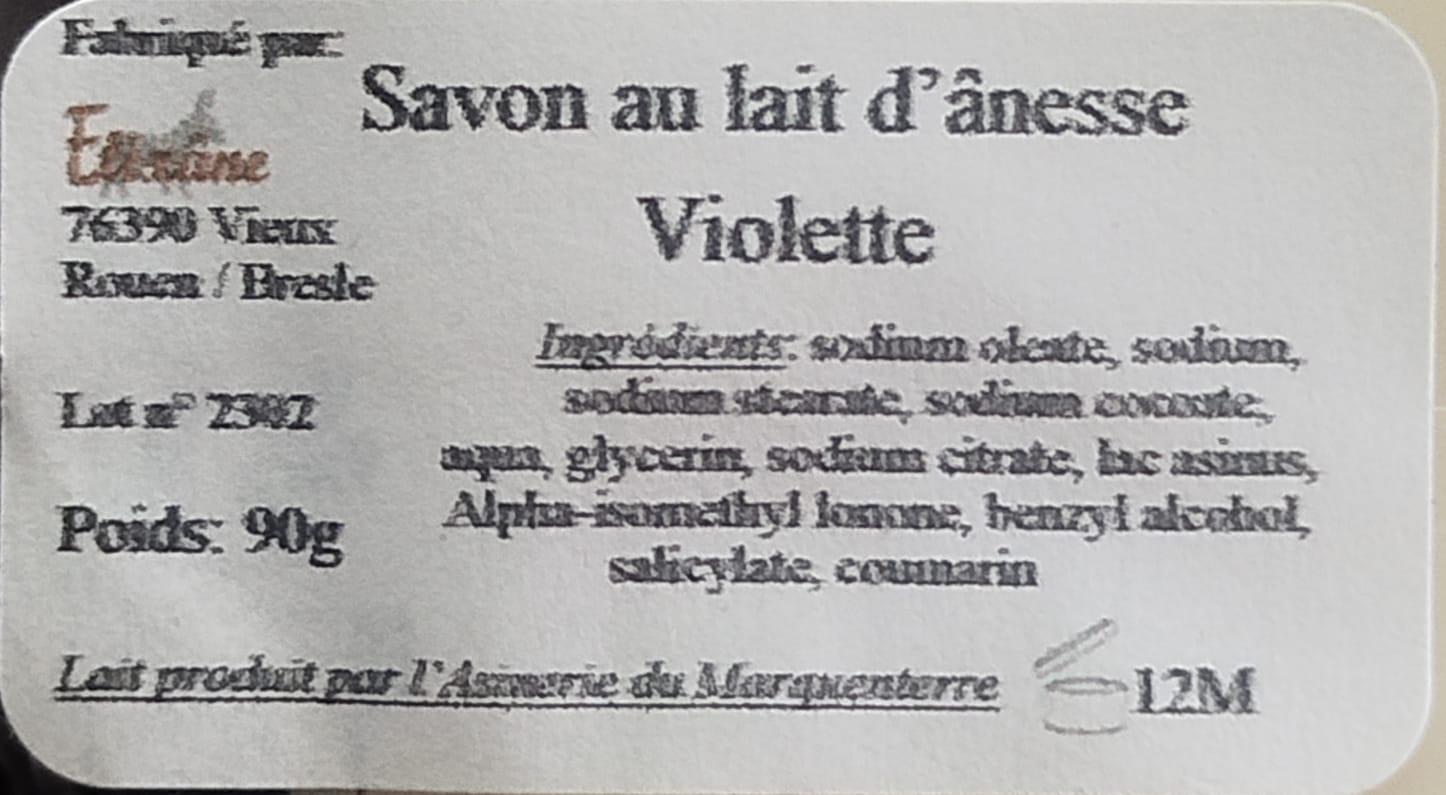 Fabriqué par:
Savon au lait d'ânesse
76390 Vieux
Rouen / Bresle
Violette
Ingrédients: sodium oleate, sodium,
sodium stearate, sodium cocoate,
aqua, glycerin, sodium citrate, lac asinus,
Alpha-isomethyl Ionone, benzyl alcohol,
salicylate, coumarin
Lot n° 2302
Poids: 90g
Lait produit par l'Asinerie du Marquenterre
12M